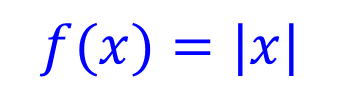 f(x) = |x|